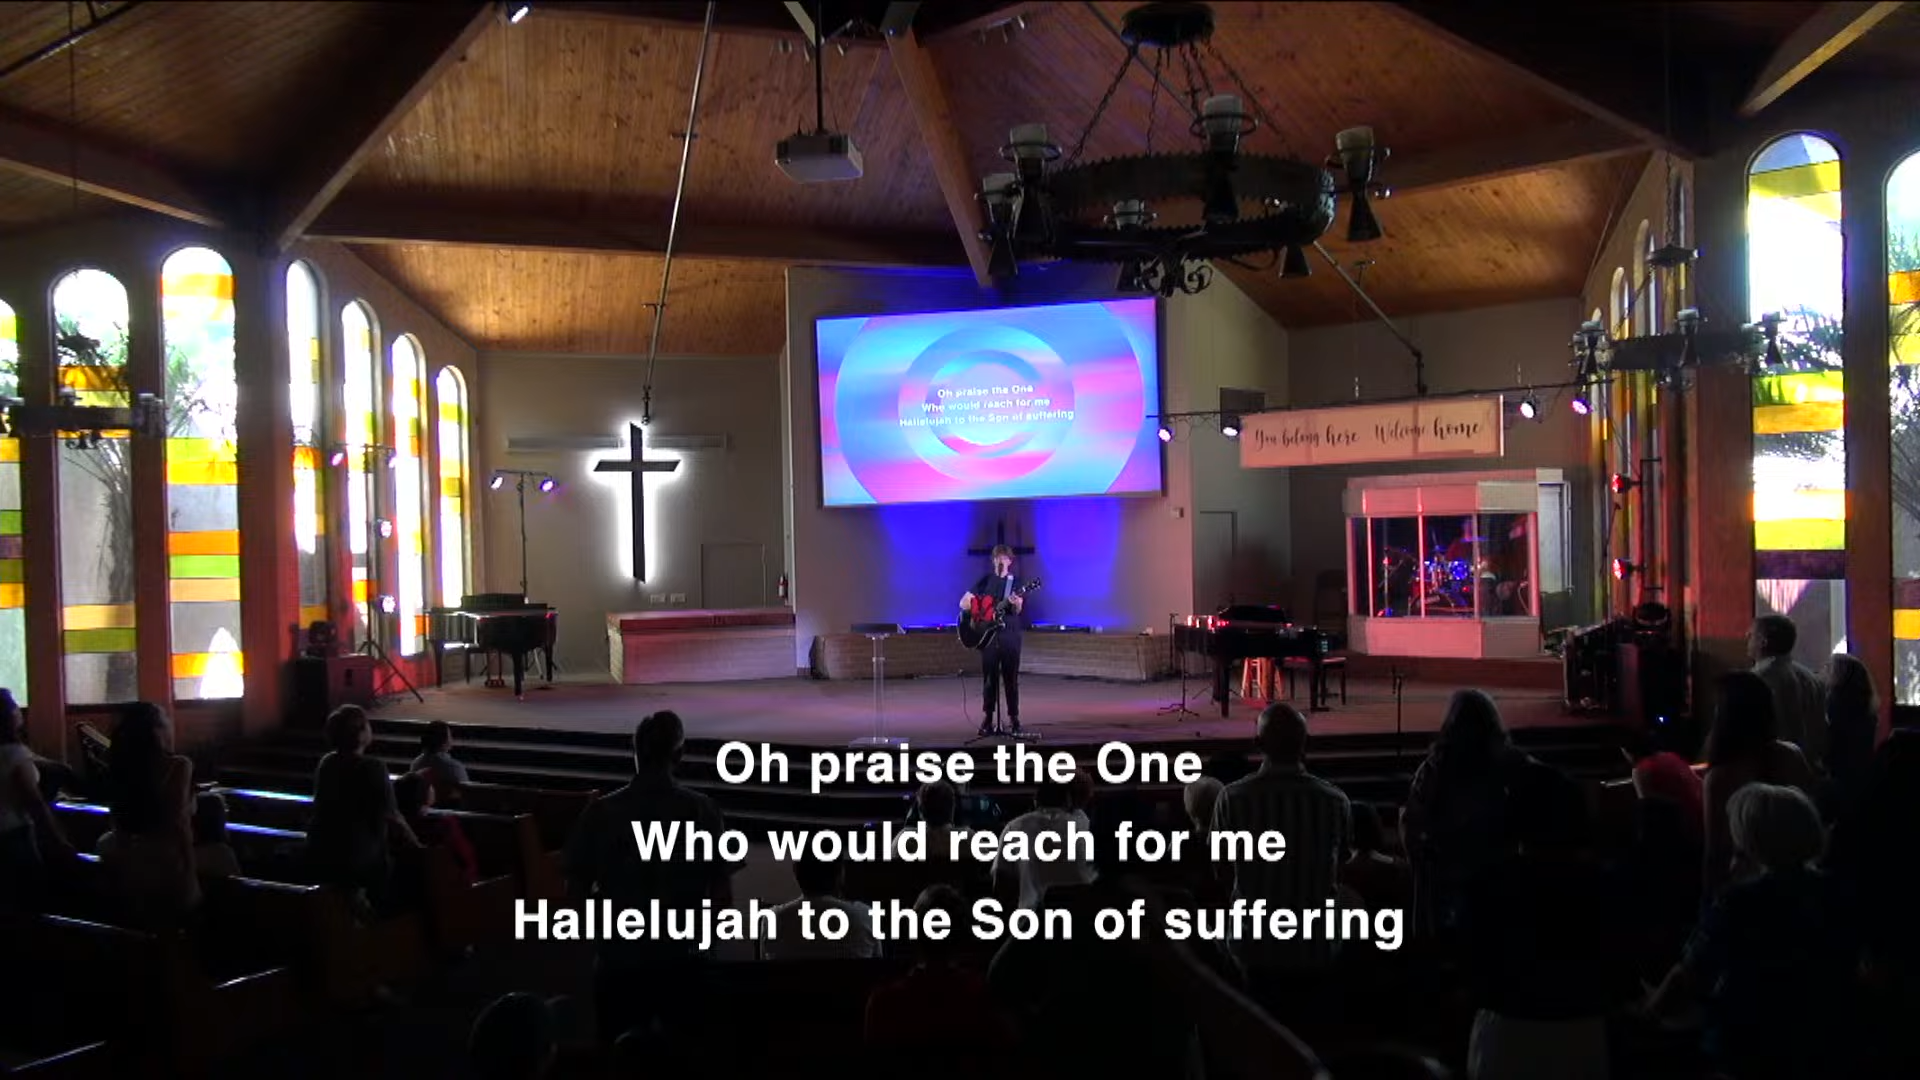 Oh praise the One
Who would reach for me
Hallelujah to the Son of suffering
You belong here Welcome home
Oh praise the One
Who would reach for me
Hallelujah to the Son of suffering